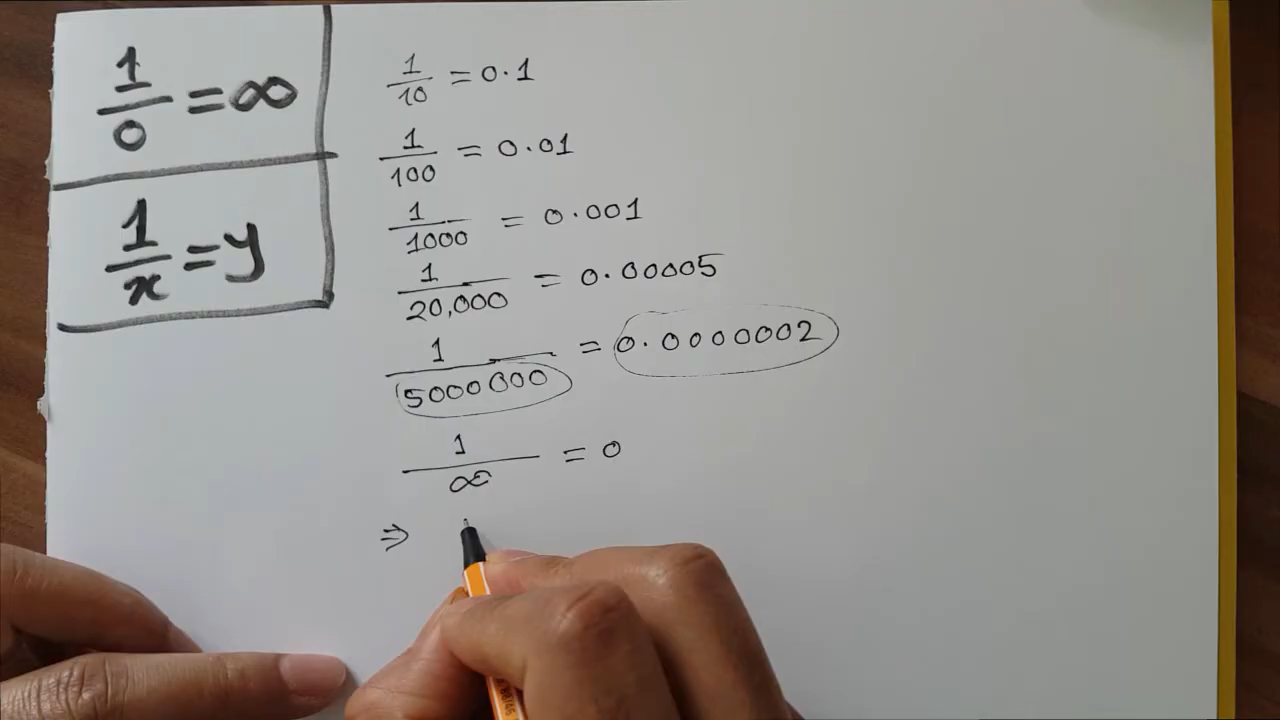 1/0 = ∞
1/x = y
1/10 = 0.1
1/100 = 0.01
1/1000 = 0.001
1/20,000 = 0.00005
1/5000000 = 0.0000002
1/∞ = 0
⇒